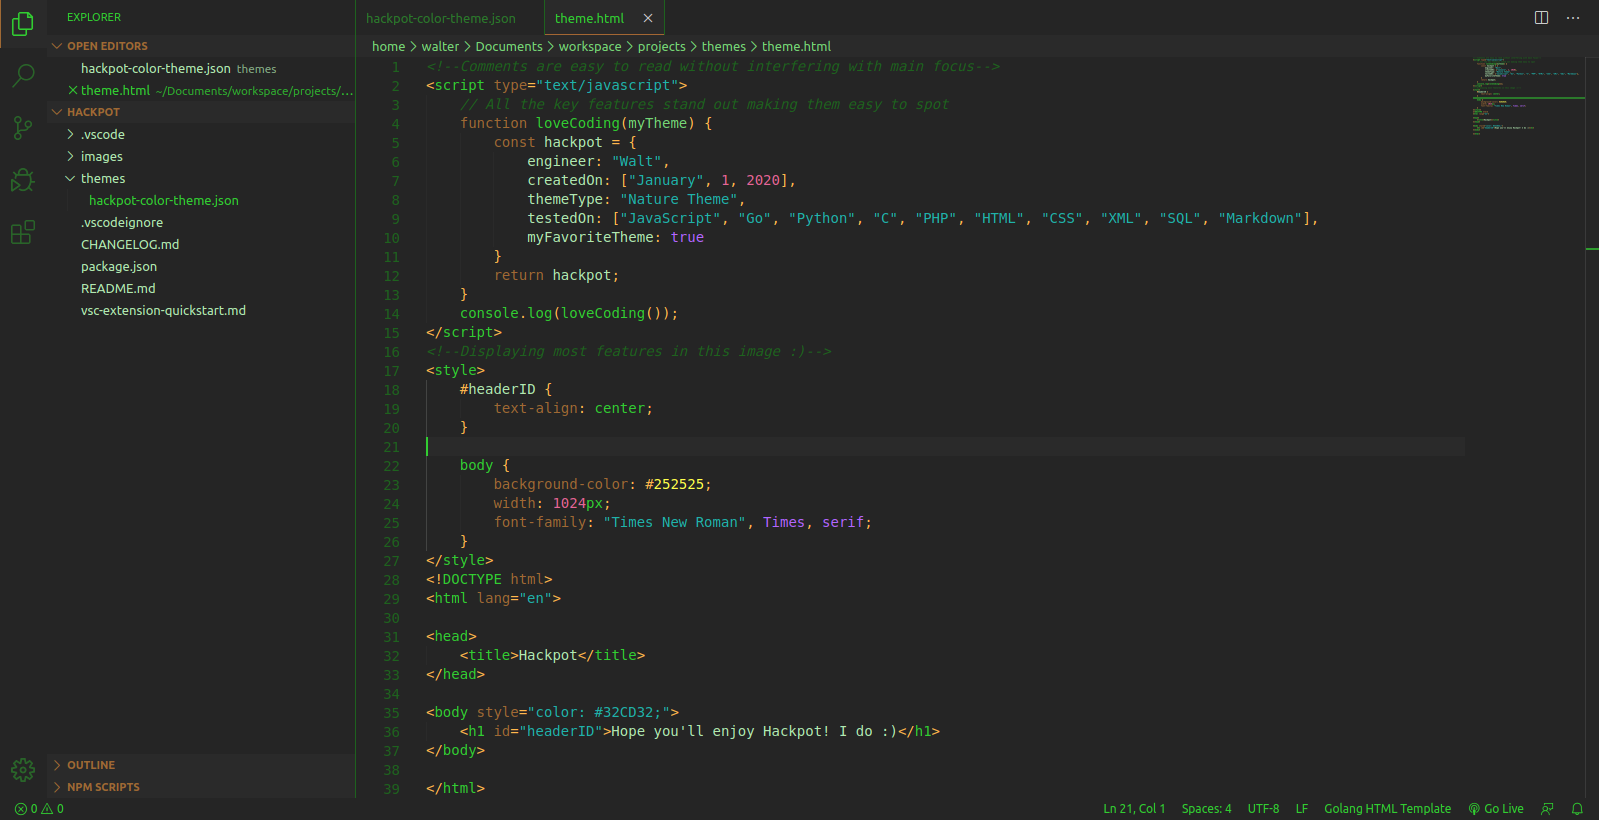 EXPLORER
OPEN EDITORS
hackpot-color-theme.json themes
theme.html ~/Documents/workspace/projects/...
HACKPOT
.vscode
images
themes
hackpot-color-theme.json
.vscodeignore
CHANGELOG.md
package.json
README.md
vsc-extension-quickstart.md
OUTLINE
NPM SCRIPTS
hackpot-color-theme.json theme.html
home > walter > Documents > workspace > projects > themes > theme.html
1 <!--Comments are easy to read without interfering with main focus-->
2 <script type="text/javascript">
3 // All the key features stand out making them easy to spot
4 function loveCoding(myTheme) {
5 const hackpot = {
6 engineer: "Walt",
7 createdOn: ["January", 1, 2020],
8 themeType: "Nature Theme",
9 testedOn: ["JavaScript", "Go", "Python", "C", "PHP", "HTML", "CSS", "XML", "SQL", "Markdown"],
10 myFavoriteTheme: true
11 }
12 return hackpot;
13 }
14 console.log(loveCoding());
15 </script>
16 <!--Displaying most features in this image :)-->
17 <style>
18 #headerID {
19 text-align: center;
20 }
21
22 body {
23 background-color: #252525;
24 width: 1024px;
25 font-family: "Times New Roman", Times, serif;
26 }
27 </style>
28 <!DOCTYPE html>
29 <html lang="en">
30
31 <head>
32 <title>Hackpot</title>
33 </head>
34
35 <body style="color: #32CD32;">
36 <h1 id="headerID">Hope you'll enjoy Hackpot! I do :)</h1>
37 </body>
38
39 </html>
0 0 Ln 21, Col 1 Spaces: 4 UTF-8 LF Golang HTML Template Go Live